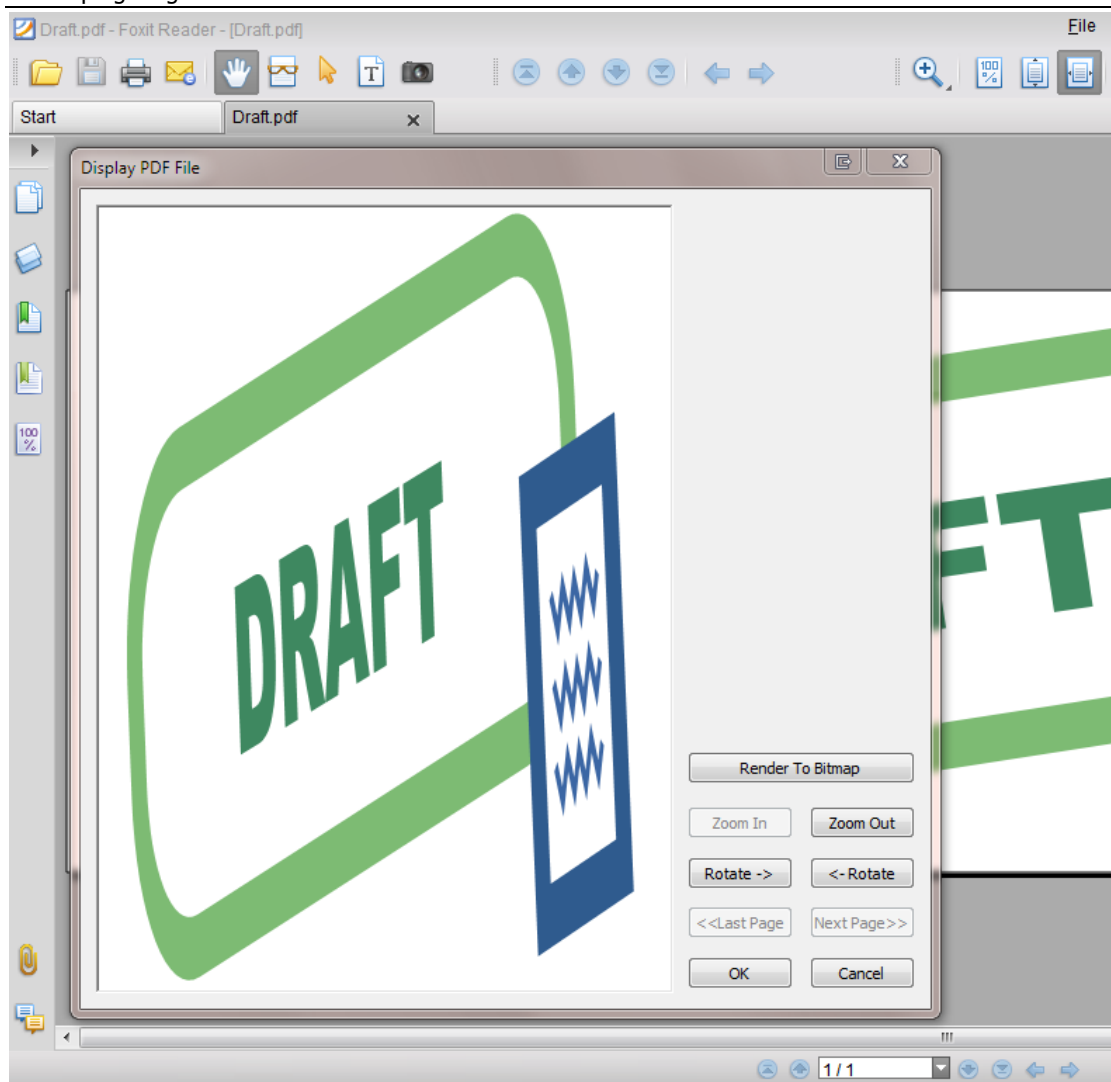 Draft.pdf - Foxit Reader - [Draft.pdf]
File
T
100
%
Start
Draft.pdf
x
Display PDF File
100
%
DRAFT
FT
Render To Bitmap
Zoom In
Zoom Out
Rotate ->
<- Rotate
<<Last Page
Next Page>>
OK
Cancel
1 / 1